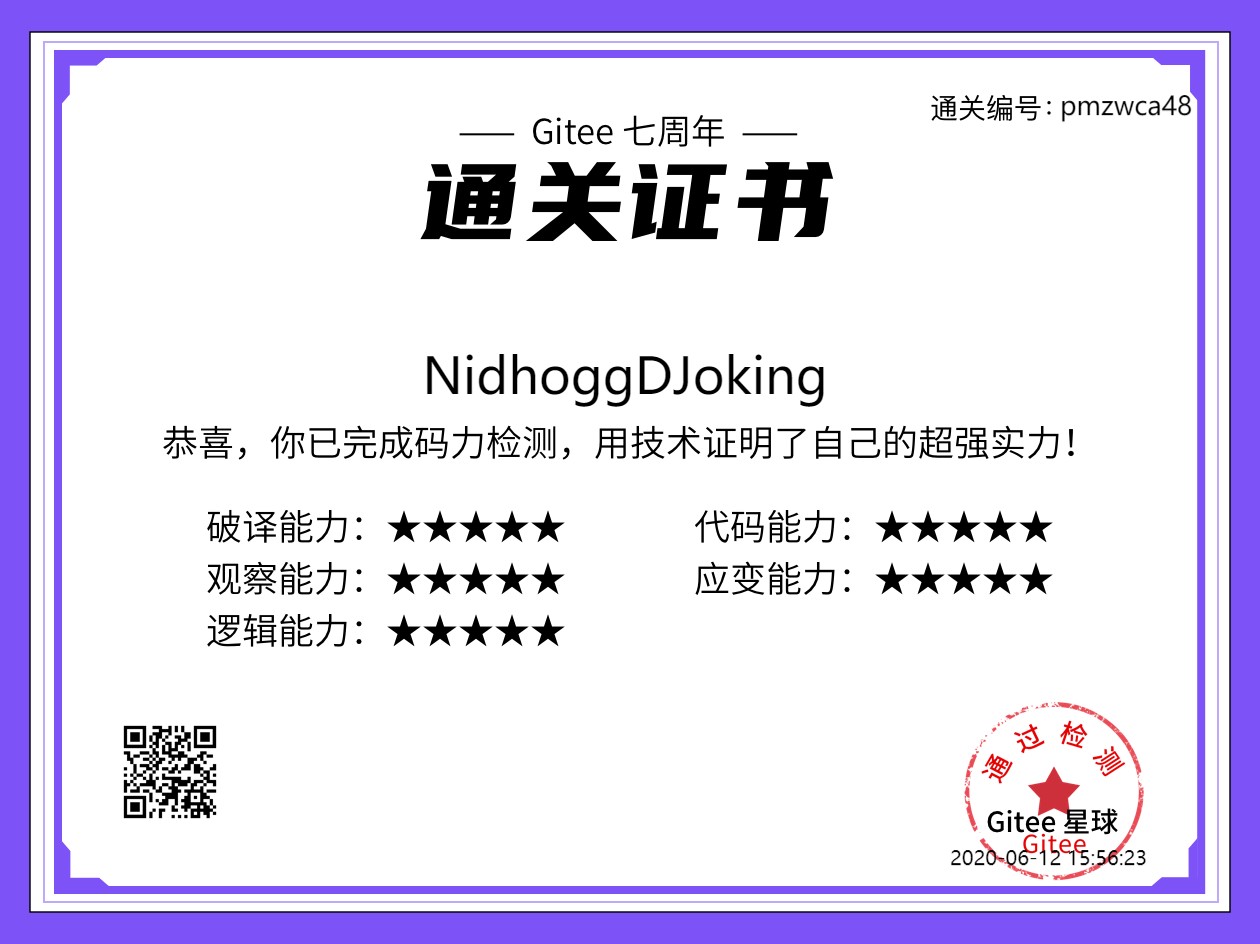 通关编号: pmzwca48
Gitee 七周年
通关证书
NidhoggDJoking
恭喜，你已完成码力检测，用技术证明了自己的超强实力！
破译能力：★★★★★
代码能力：★★★★★
观察能力：★★★★★
应变能力：★★★★★
逻辑能力：★★★★★
通过检测
Gitee 星球
Gitee
2020-06-12 15:56:23